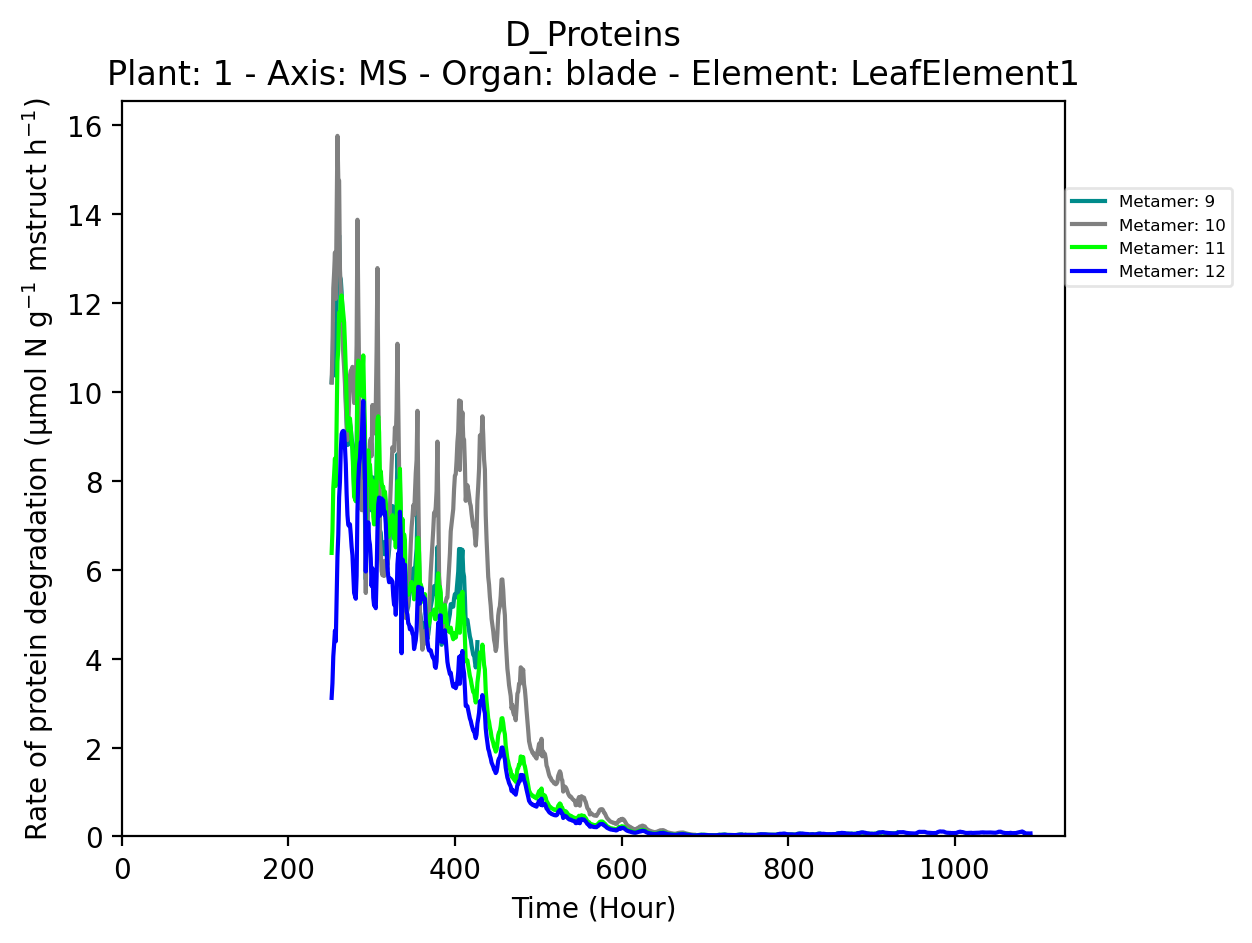 D_Proteins
Plant: 1 - Axis: MS - Organ: blade - Element: LeafElement1
Rate of protein degradation (µmol N g⁻¹ mstruct h⁻¹)
16
14
12
10
8
6
4
2
0
0 200 400 600 800 1000
Time (Hour)
Metamer: 9
Metamer: 10
Metamer: 11
Metamer: 12